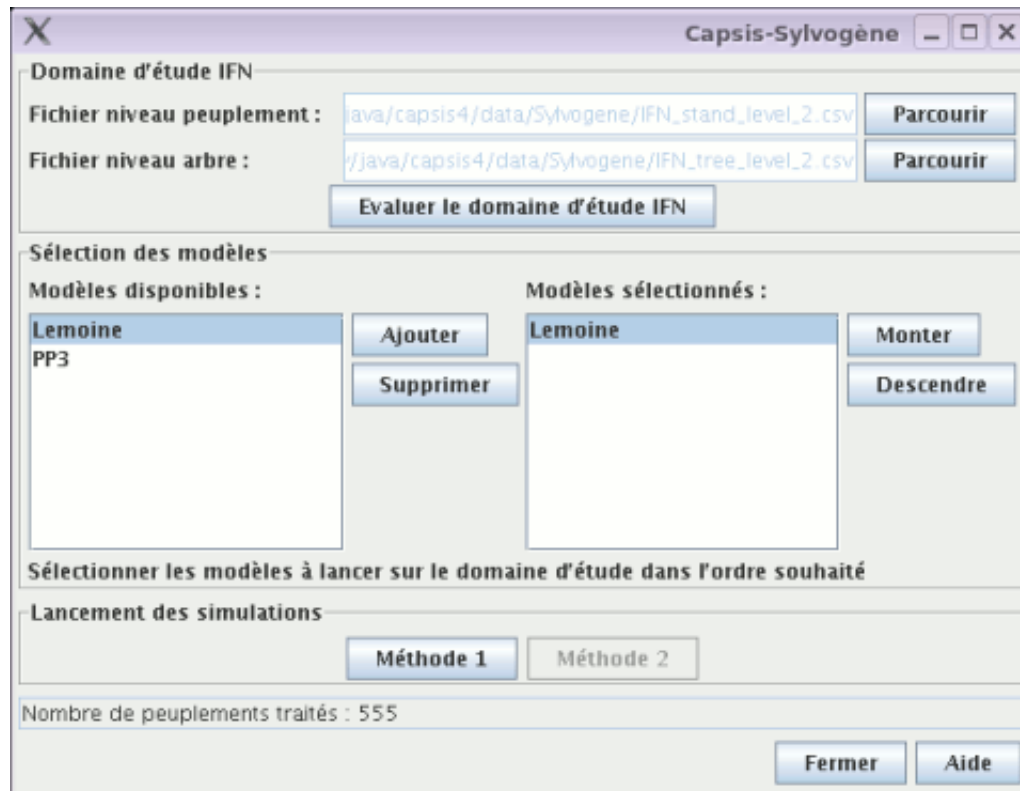 Capsis-Sylvogène
Domaine d'étude IFN
Fichier niveau peuplement : java/capsis4/data/Sylvogene/IFN_stand_level_2.csv Parcourir
Fichier niveau arbre : /java/capsis4/data/Sylvogene/IFN_tree_level_2.csv Parcourir
Evaluer le domaine d'étude IFN
Sélection des modèles
Modèles disponibles : Modèles sélectionnés :
Lemoine Ajouter Lemoine Monter
PP3
Supprimer Descendre
Sélectionner les modèles à lancer sur le domaine d'étude dans l'ordre souhaité
Lancement des simulations
Méthode 1 Méthode 2
Nombre de peuplements traités : 555
Fermer Aide